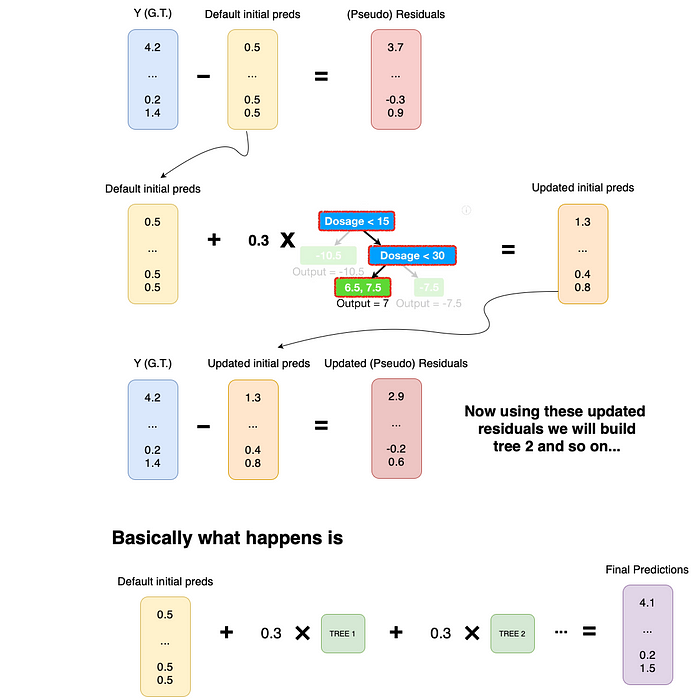 Y (G.T.) Default initial preds (Pseudo) Residuals
4.2 0.5 3.7
... ... ...
0.2 0.5 -0.3
1.4 0.5 0.9
− =
Default initial preds Updated initial preds
0.5 1.3
... ...
0.5 0.4
0.5 0.8
+ 0.3 X =
Dosage < 15
-10.5 Dosage < 30
Output = -10.5
6.5, 7.5 -7.5
Output = 7 Output = -7.5
Y (G.T.) Updated initial preds Updated (Pseudo) Residuals
4.2 1.3 2.9
... ... ...
0.2 0.4 -0.2
1.4 0.8 0.6
− =
Now using these updated
residuals we will build
tree 2 and so on...
Basically what happens is
Default initial preds Final Predictions
0.5 4.1
... ...
0.5 0.2
0.5 1.5
+ 0.3 × TREE 1 + 0.3 × TREE 2 ... =